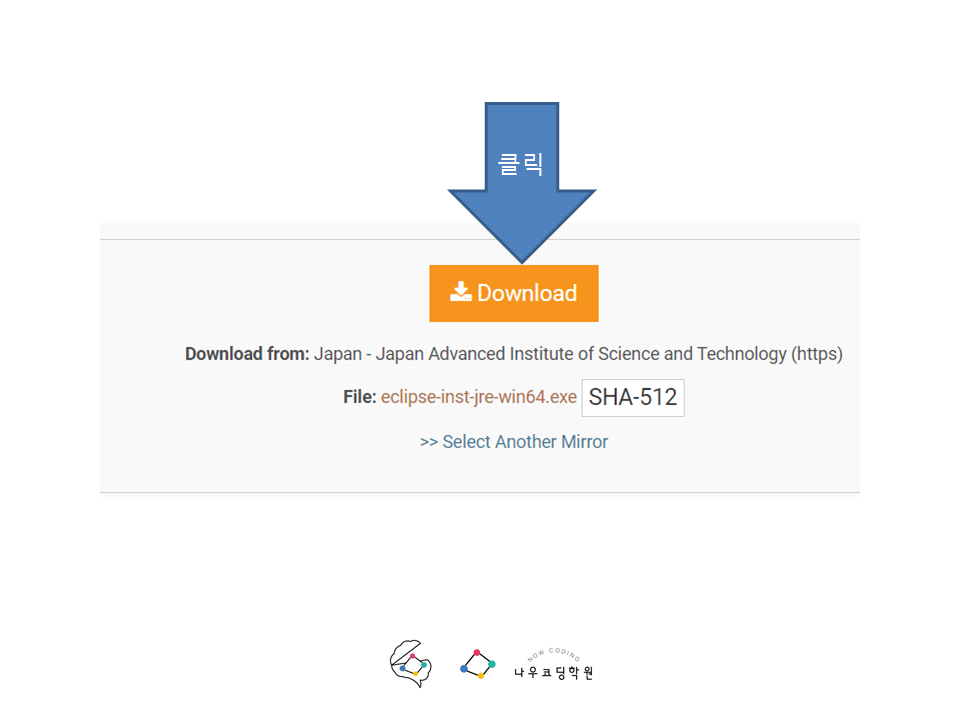 클릭
Download
Download from: Japan - Japan Advanced Institute of Science and Technology (https)
File: eclipse-inst-jre-win64.exe SHA-512
>> Select Another Mirror
NOW CODING
나우코딩학원